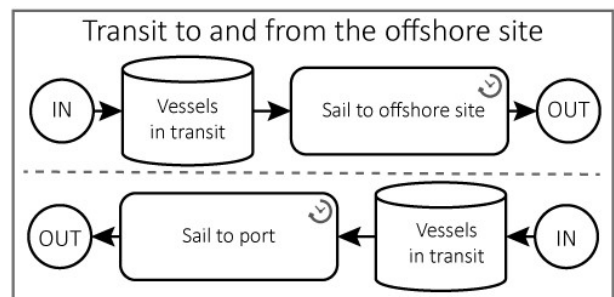 Transit to and from the offshore site
IN
Vessels
in transit
Sail to offshore site
OUT
OUT
Sail to port
Vessels
in transit
IN